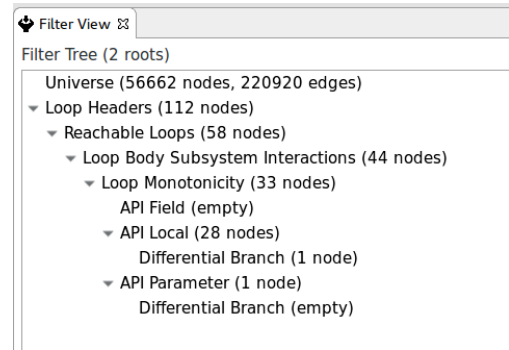 Filter View
Filter Tree (2 roots)
Universe (56662 nodes, 220920 edges)
Loop Headers (112 nodes)
Reachable Loops (58 nodes)
Loop Body Subsystem Interactions (44 nodes)
Loop Monotonicity (33 nodes)
API Field (empty)
API Local (28 nodes)
Differential Branch (1 node)
API Parameter (1 node)
Differential Branch (empty)